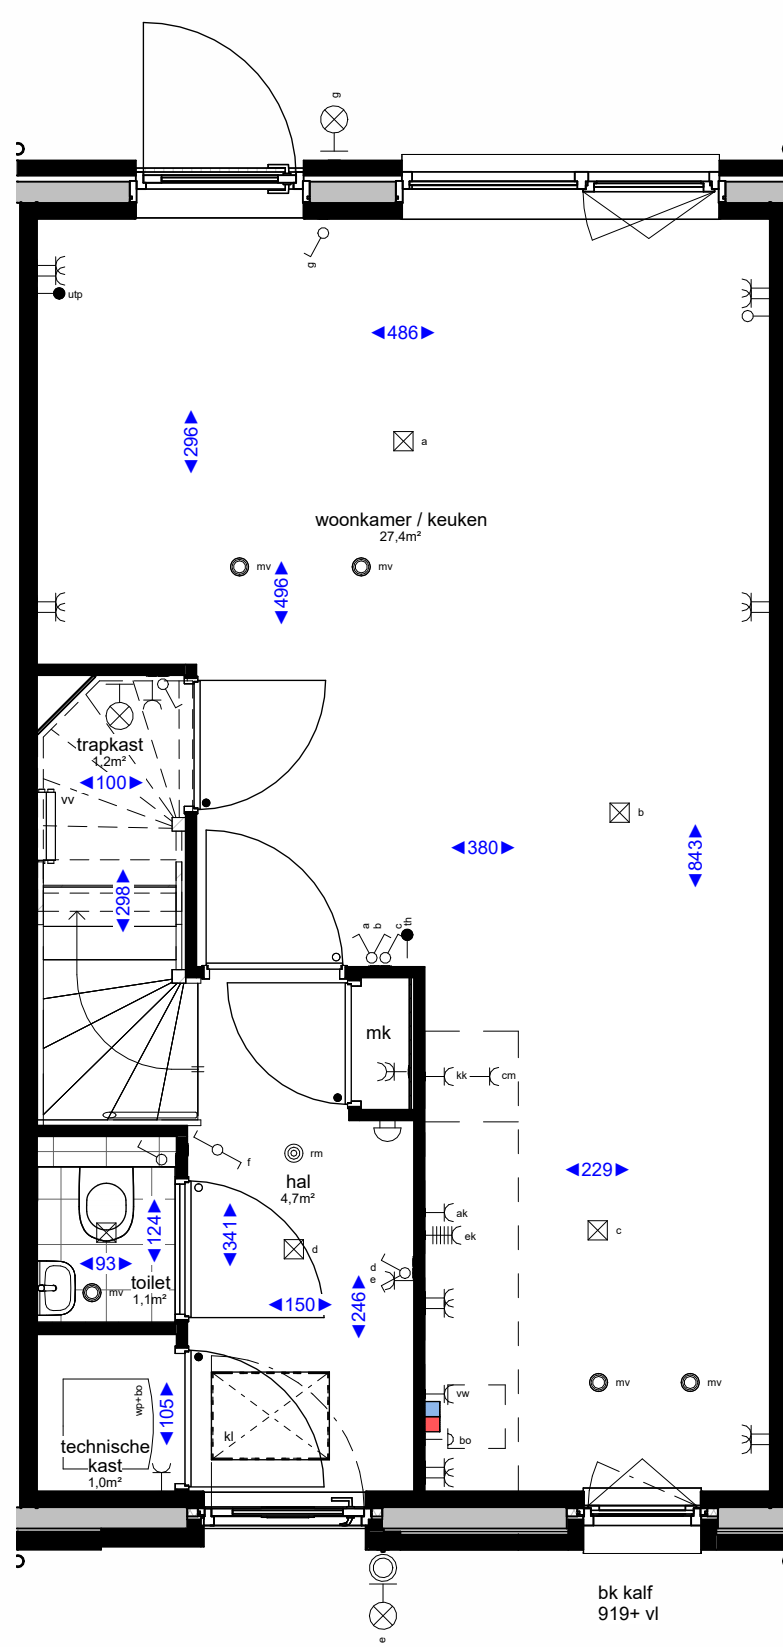 g
g
utp
486
296
a
woonkamer / keuken
27,4m²
mv
mv
496
trapkast
1,2m²
100
vv
b
380
843
298
a
b
c
th
mk
kk
cm
f
rm
hal
4,7m²
229
ak
ek
c
124
341
93
d
toilet
1,1m²
mv
d
e
150
246
wp+bo
105
kl
vw
bo
mv
mv
technische
kast
1,0m²
e
bk kalf
919+ vl